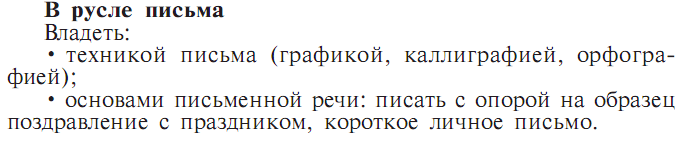 В русле письма
Владеть:
• техникой письма (графикой, каллиграфией, орфогра-
фией);
• основами письменной речи: писать с опорой на образец
поздравление с праздником, короткое личное письмо.